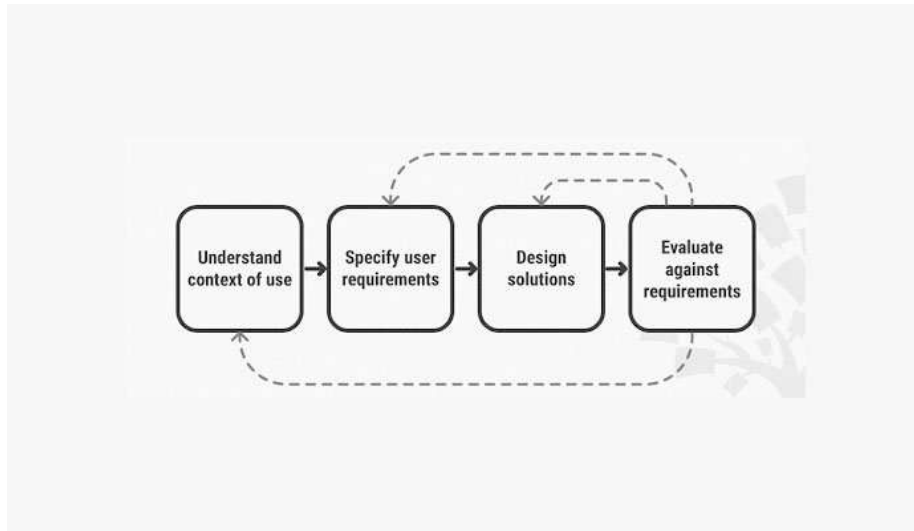 Understand
context of use
Specify user
requirements
Design
solutions
Evaluate
against
requirements